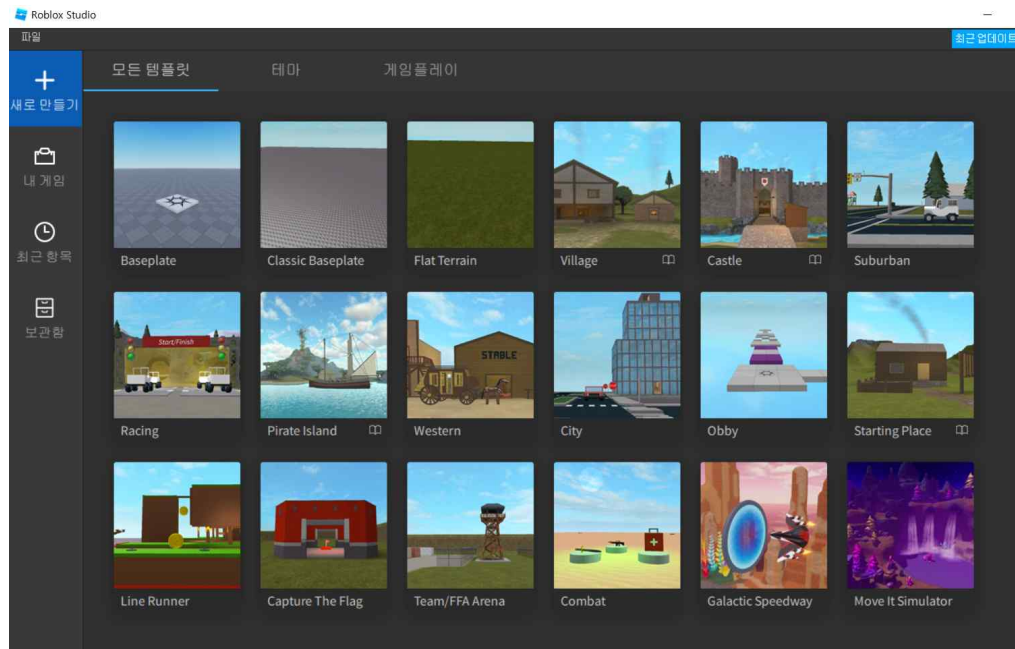 Roblox Studio
파일
최근 업데이트
새로 만들기
내 게임
최근 항목
보관함
모든 템플릿 테마 게임플레이
Baseplate Classic Baseplate Flat Terrain Village Castle Suburban
Start/Finish
STABLE
Racing Pirate Island Western City Obby Starting Place
Line Runner Capture The Flag Team/FFA Arena Combat Galactic Speedway Move It Simulator